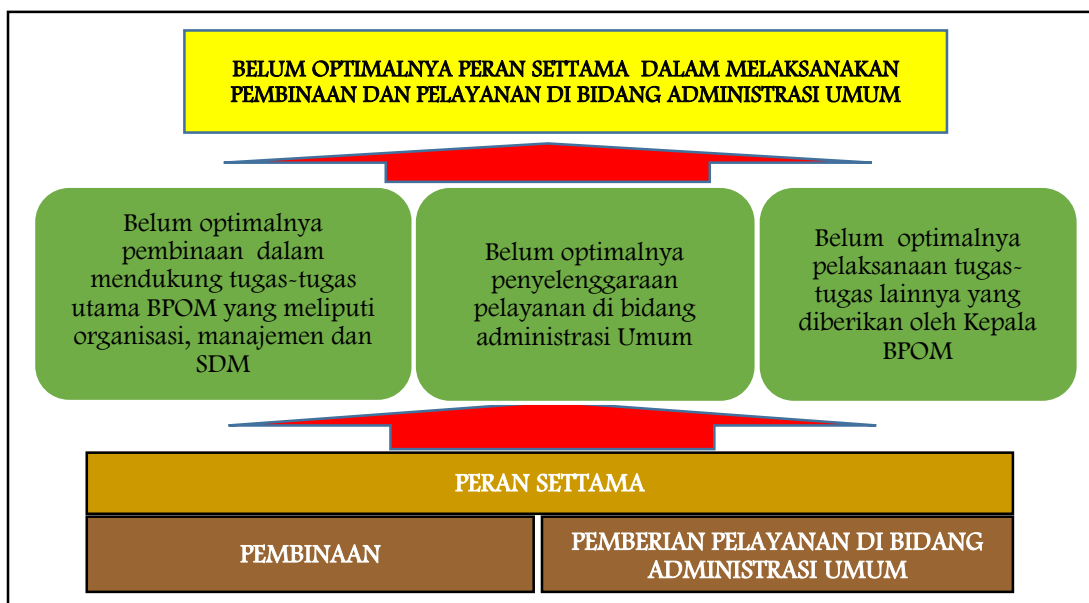 BELUM OPTIMALNYA PERAN SETTAMA DALAM MELAKSANAKAN
PEMBINAAN DAN PELAYANAN DI BIDANG ADMINISTRASI UMUM
Belum optimalnya
pembinaan dalam
mendukung tugas-tugas
utama BPOM yang meliputi
organisasi, manajemen dan
SDM
Belum optimalnya
penyelenggaraan
pelayanan di bidang
administrasi Umum
Belum optimalnya
pelaksanaan tugas-
tugas lainnya yang
diberikan oleh Kepala
BPOM
PERAN SETTAMA
PEMBINAAN
PEMBERIAN PELAYANAN DI BIDANG
ADMINISTRASI UMUM